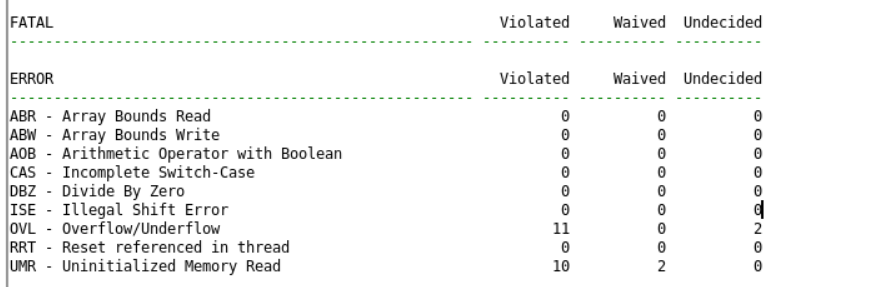 FATAL Violated Waived Undecided
------------------------------------------------ --------- --------- ---------
ERROR Violated Waived Undecided
------------------------------------------------ --------- --------- ---------
ABR - Array Bounds Read 0 0 0
ABW - Array Bounds Write 0 0 0
AOB - Arithmetic Operator with Boolean 0 0 0
CAS - Incomplete Switch-Case 0 0 0
DBZ - Divide By Zero 0 0 0
ISE - Illegal Shift Error 0 0 0
OVL - Overflow/Underflow 11 0 2
RRT - Reset referenced in thread 0 0 0
UMR - Uninitialized Memory Read 10 2 0